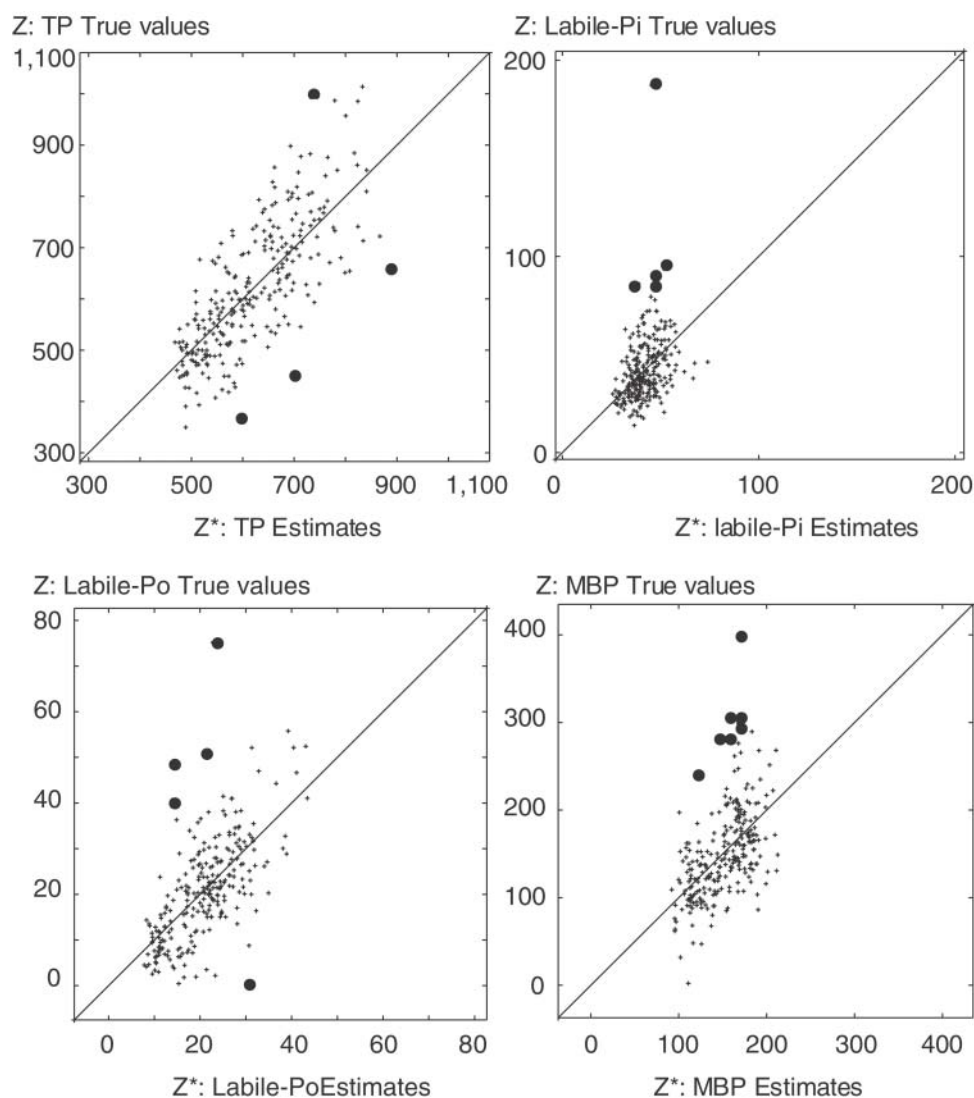 Z: TP True values
1,100
900
700
500
300
300 500 700 900 1,100
Z*: TP Estimates
Z: Labile-Pi True values
200
100
0
0 100 200
Z*: labile-Pi Estimates
Z: Labile-Po True values
80
60
40
20
0
0 20 40 60 80
Z*: Labile-PoEstimates
Z: MBP True values
400
300
200
100
0
0 100 200 300 400
Z*: MBP Estimates